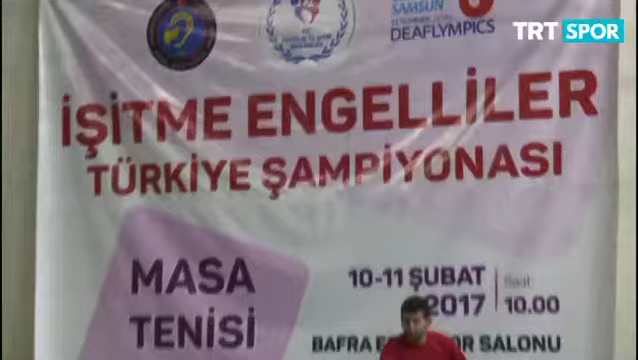 SAMSUN
DEAFLYMPICS
TRT SPOR
İŞİTME ENGELLİLER
TÜRKİYE ŞAMPİYONASI
MASA
TENİSİ
10-11 ŞUBAT
2017
Saat
10.00
BAFRA SALONU